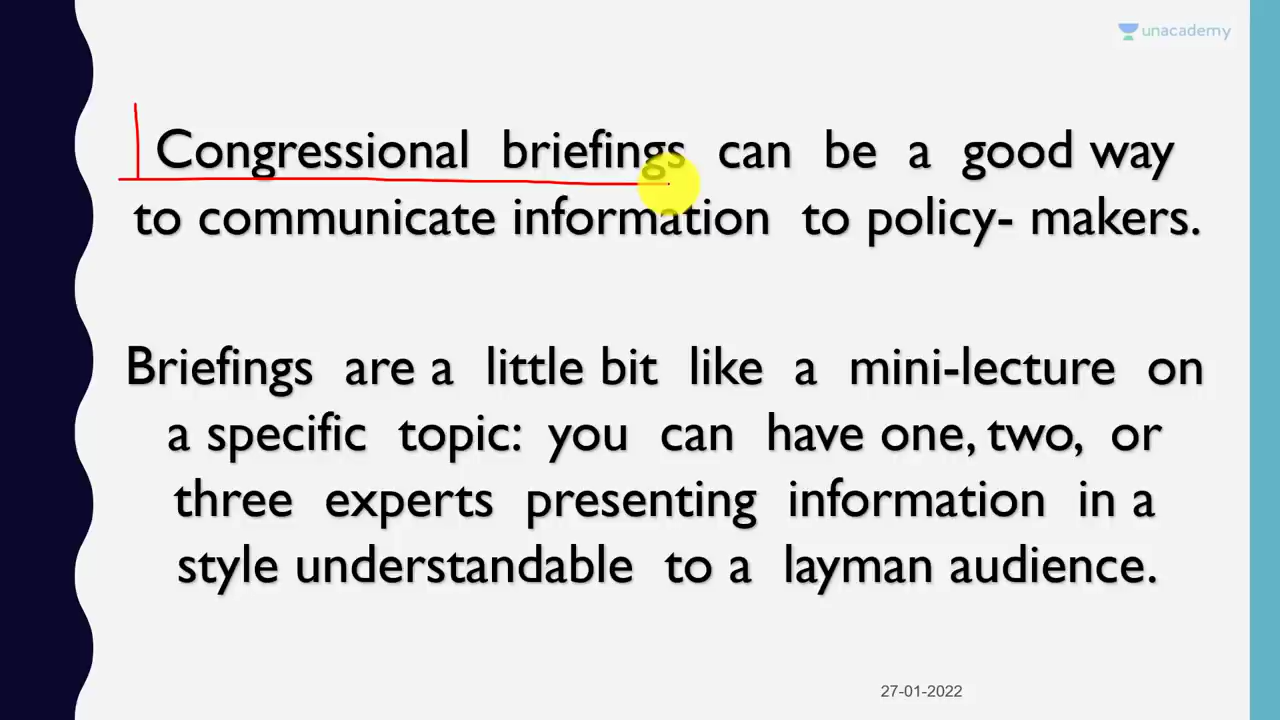 unacademy
Congressional briefings can be a good way
to communicate information to policy- makers.
Briefings are a little bit like a mini-lecture on
a specific topic: you can have one, two, or
three experts presenting information in a
style understandable to a layman audience.
27-01-2022